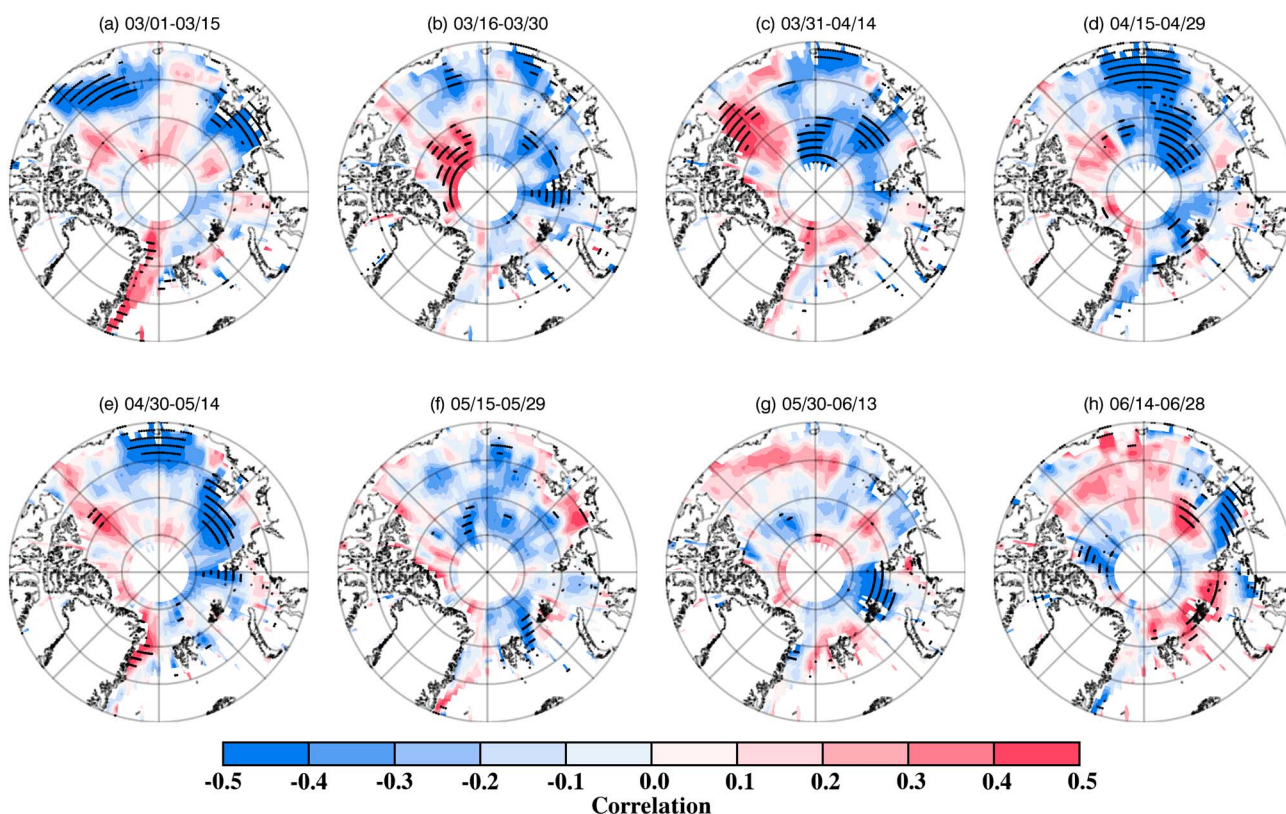 (a) 03/01-03/15
(b) 03/16-03/30
(c) 03/31-04/14
(d) 04/15-04/29
(e) 04/30-05/14
(f) 05/15-05/29
(g) 05/30-06/13
(h) 06/14-06/28
-0.5 -0.4 -0.3 -0.2 -0.1 0.0 0.1 0.2 0.3 0.4 0.5
Correlation